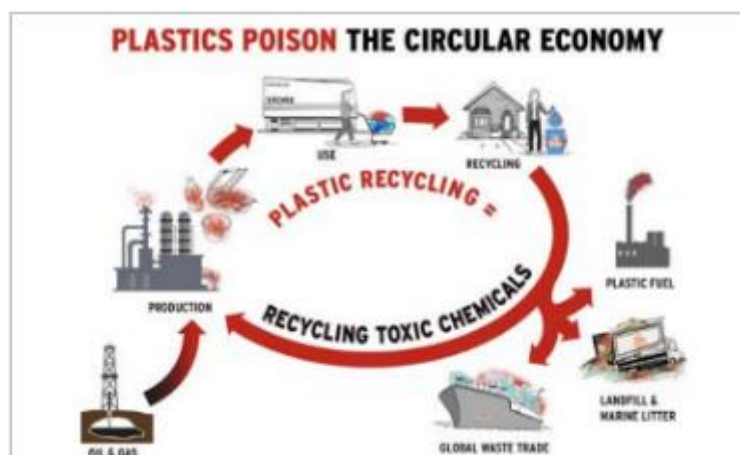 PLASTICS POISON THE CIRCULAR ECONOMY
USE
RECYCLING
PLASTIC RECYCLING =
PLASTIC FUEL
PRODUCTION
RECYCLING TOXIC CHEMICALS
LANDFILL &
MARINE LITTER
GLOBAL WASTE TRADE
OIL & GAS